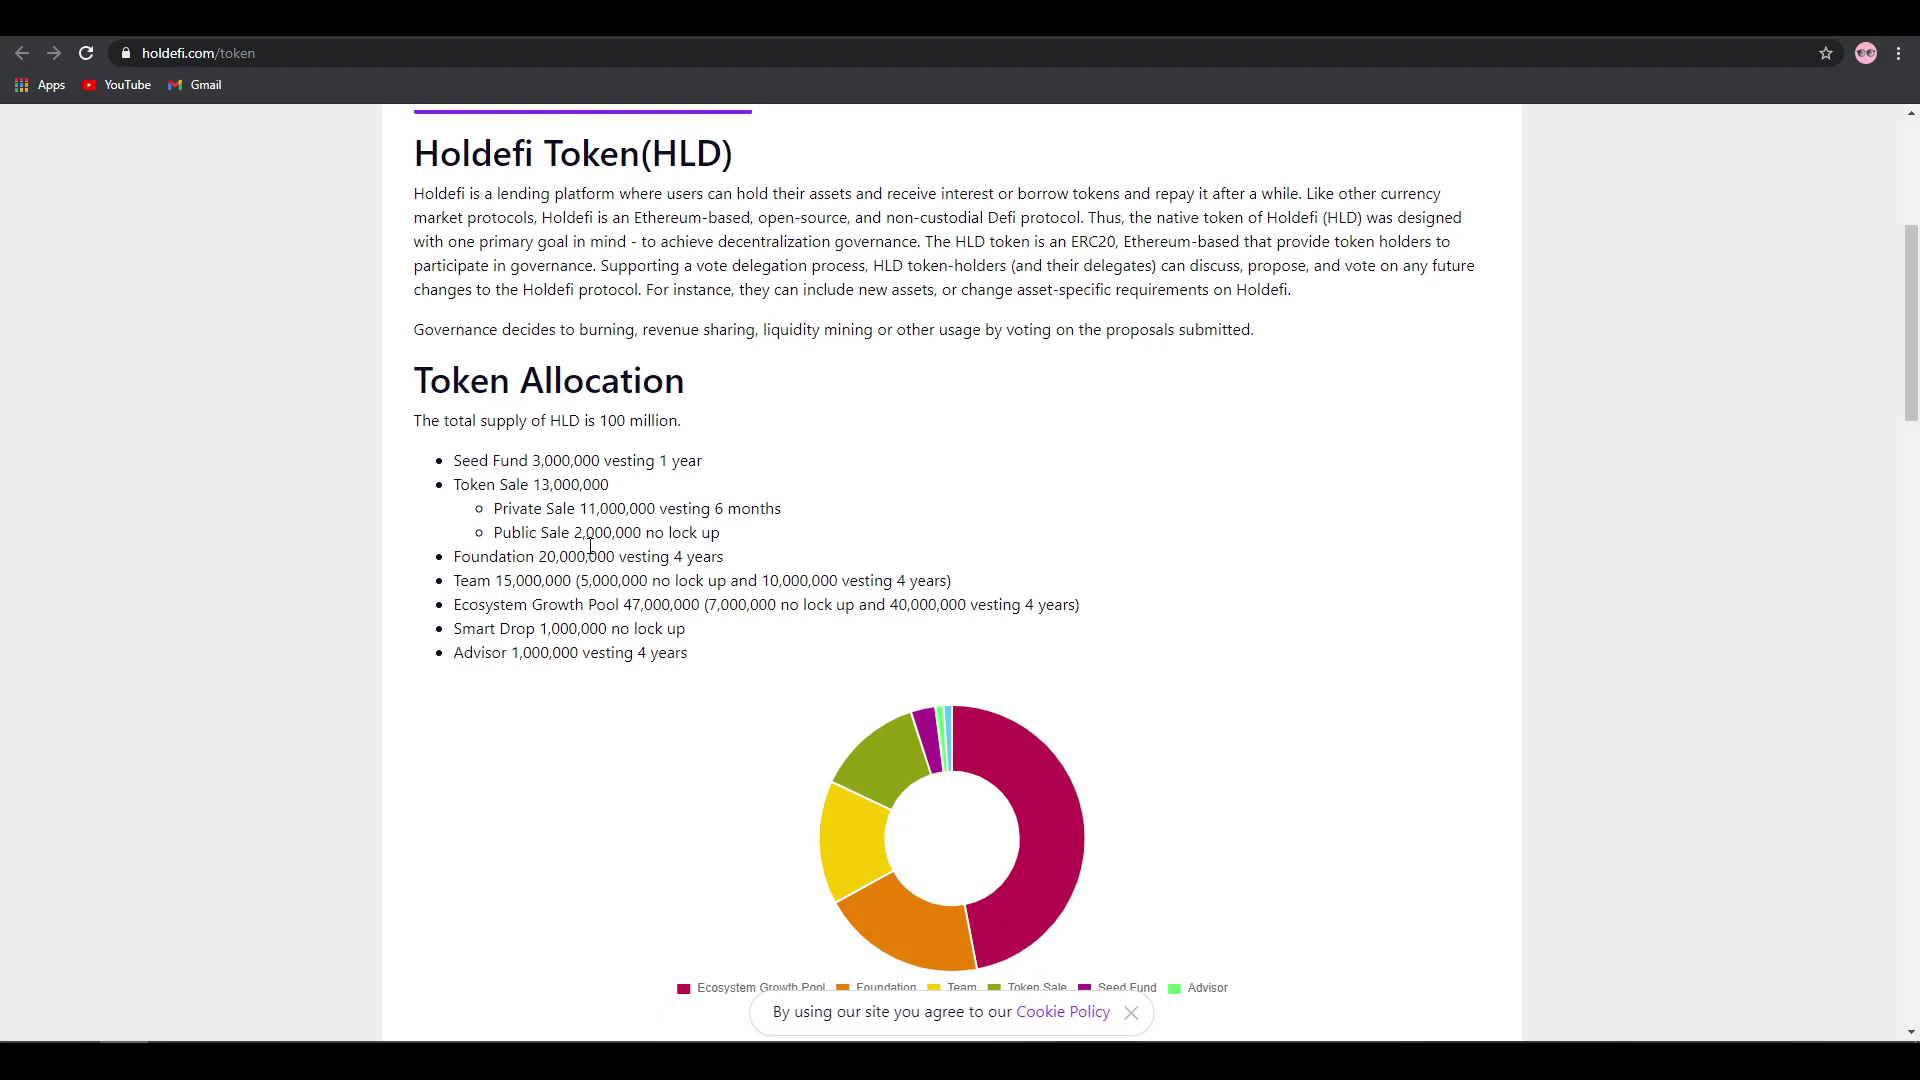 holdefi.com/token
Apps YouTube Gmail
Holdefi Token(HLD)
Holdefi is a lending platform where users can hold their assets and receive interest or borrow tokens and repay it after a while. Like other currency
market protocols, Holdefi is an Ethereum-based, open-source, and non-custodial Defi protocol. Thus, the native token of Holdefi (HLD) was designed
with one primary goal in mind - to achieve decentralization governance. The HLD token is an ERC20, Ethereum-based that provide token holders to
participate in governance. Supporting a vote delegation process, HLD token-holders (and their delegates) can discuss, propose, and vote on any future
changes to the Holdefi protocol. For instance, they can include new assets, or change asset-specific requirements on Holdefi.
Governance decides to burning, revenue sharing, liquidity mining or other usage by voting on the proposals submitted.
Token Allocation
The total supply of HLD is 100 million.
Seed Fund 3,000,000 vesting 1 year
Token Sale 13,000,000
Private Sale 11,000,000 vesting 6 months
Public Sale 2,000,000 no lock up
Foundation 20,000,000 vesting 4 years
Team 15,000,000 (5,000,000 no lock up and 10,000,000 vesting 4 years)
Ecosystem Growth Pool 47,000,000 (7,000,000 no lock up and 40,000,000 vesting 4 years)
Smart Drop 1,000,000 no lock up
Advisor 1,000,000 vesting 4 years
Ecosystem Growth Pool Foundation Team Token Sale Seed Fund Advisor
By using our site you agree to our Cookie Policy